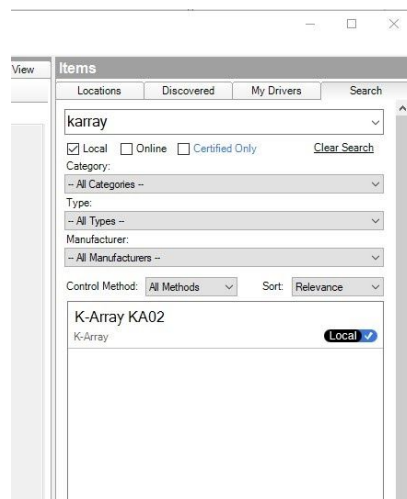 View
Items
Locations Discovered My Drivers Search
karray
Local Online Certified Only Clear Search
Category:
-- All Categories --
Type:
-- All Types --
Manufacturer:
-- All Manufacturers --
Control Method: All Methods Sort: Relevance
K-Array KA02
K-Array Local